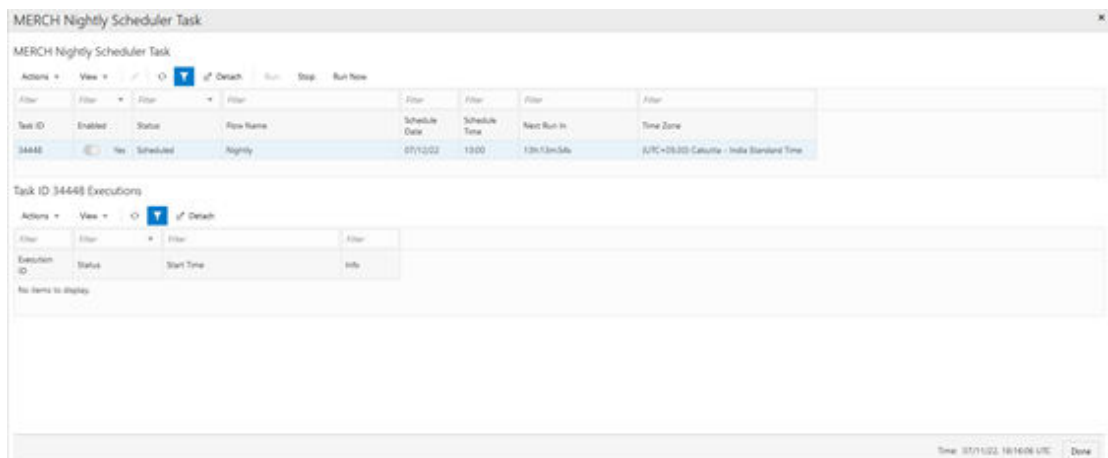 MERCH Nightly Scheduler Task
MERCH Nightly Scheduler Task
Actions View Detach Run Stop Run Now
Filter Filter Filter Filter Filter Filter Filter Filter
Task ID Enabled Status Flow Name Schedule Date Schedule Time Next Run In Time Zone
34448 Yes Scheduled Nightly 07/12/22 13:00 13h:13m:54s Calcutta - India Standard Time
Task ID 34448 Executions
Actions View Detach
Filter Filter Filter Filter
Execution ID Status Start Time Info
No items to display.
Time: 07/11/22, 18:16:06 UTC Done